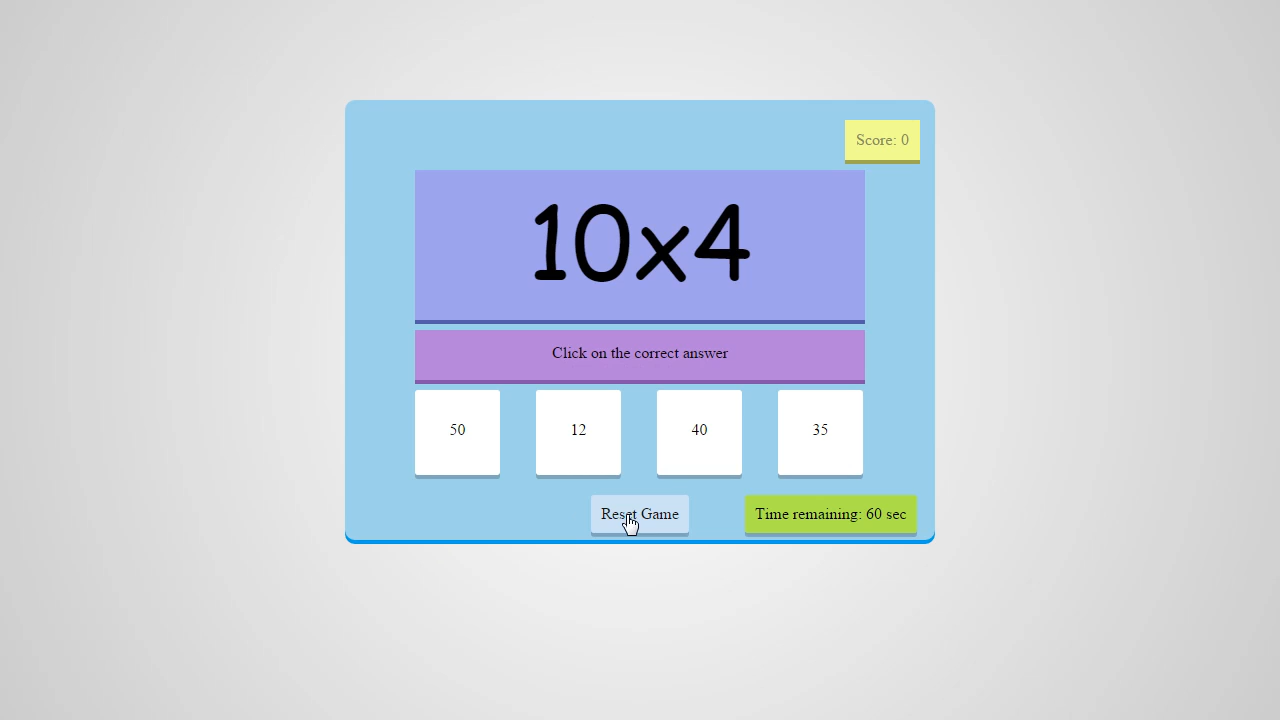 Score: 0
10x4
Click on the correct answer
50 12 40 35
Reset Game
Time remaining: 60 sec